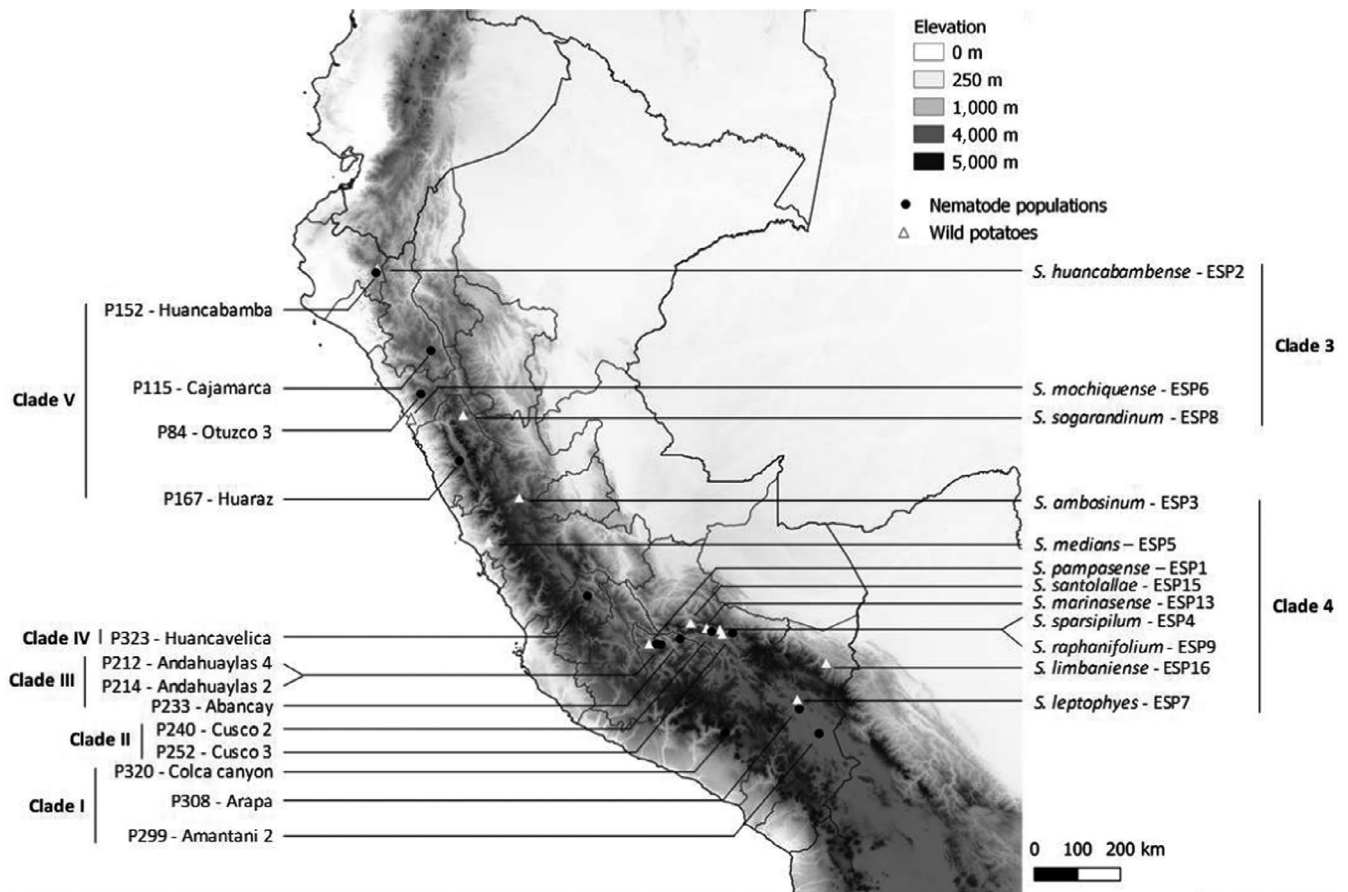 Elevation
0 m
250 m
1,000 m
4,000 m
5,000 m
Nematode populations
Wild potatoes
Clade V
P152 - Huancabamba
P115 - Cajamarca
P84 - Otuzco 3
P167 - Huaraz
Clade IV
P323 - Huancavelica
Clade III
P212 - Andahuaylas 4
P214 - Andahuaylas 2
P233 - Abancay
Clade II
P240 - Cusco 2
P252 - Cusco 3
Clade I
P320 - Colca canyon
P308 - Arapa
P299 - Amantani 2
S. huancabambense - ESP2
S. mochiquense - ESP6
S. sogarandinum - ESP8
Clade 3
S. ambosinum - ESP3
S. medians – ESP5
S. pampasense – ESP1
S. santolallae - ESP15
S. marinasense - ESP13
S. sparsipilum - ESP4
S. raphanifolium - ESP9
S. limbaniense - ESP16
S. leptophyes - ESP7
Clade 4
0 100 200 km